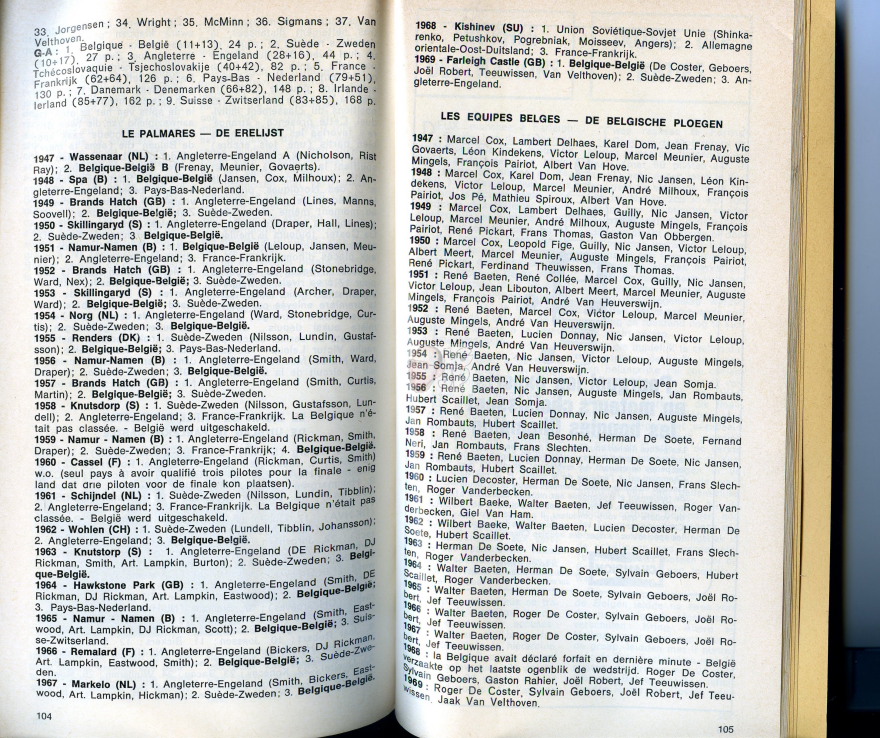 33. Jorgensen ; 34. Wright ; 35. McMinn ; 36. Sigmans ; 37. Van
Velthoven.
G-A : 1. Belgique - België (11+13), 24 p. ; 2. Suède - Zweden
(10+17), 27 p. ; 3. Angleterre - Engeland (28+16), 44 p. ; 4.
Tchécoslovaquie - Tsjechoslovakije (40+42), 82 p. ; 5. France -
Frankrijk (62+64), 126 p. ; 6. Pays-Bas - Nederland (79+51),
130 p. ; 7. Danemark - Denemarken (66+82), 148 p. ; 8. Irlande -
Ierland (85+77), 162 p. ; 9. Suisse - Zwitserland (83+85), 168 p.
LE PALMARES — DE ERELIJST
1947 - Wassenaar (NL) : 1. Angleterre-Engeland A (Nicholson, Rist
Ray); 2. Belgique-België B (Frenay, Meunier, Govaerts).
1948 - Spa (B) : 1. Belgique-België (Jansen, Cox, Milhoux); 2. An-
gleterre-Engeland; 3. Pays-Bas-Nederland.
1949 - Brands Hatch (GB) : 1. Angleterre-Engeland (Lines, Manns,
Soovell); 2. Belgique-België; 3. Suède-Zweden.
1950 - Skillingaryd (S) : 1. Angleterre-Engeland (Draper, Hall, Lines);
2. Suède-Zweden; 3 Belgique-België.
1951 - Namur-Namen (B) : 1. Belgique-België (Leloup, Jansen, Meu-
nier); 2. Angleterre-Engeland; 3. France-Frankrijk.
1952 - Brands Hatch (GB) : 1. Angleterre-Engeland (Stonebridge,
Ward, Nex); 2. Belgique-België; 3. Suède-Zweden.
1953 - Skillingaryd (S) : 1. Angleterre-Engeland (Archer, Draper,
Ward); 2. Belgique-België; 3. Suède-Zweden.
1954 - Norg (NL) : 1. Angleterre-Engeland (Ward, Stonebridge, Cur-
tis); 2. Suède-Zweden; 3. Belgique-België.
1955 - Renders (DK) : 1. Suède-Zweden (Nilsson, Lundin, Gustaf-
sson); 2. Belgique-België; 3. Pays-Bas-Nederland.
1956 - Namur-Namen (B) : 1. Angleterre-Engeland (Smith, Ward,
Draper); 2. Suède-Zweden; 3. Belgique-België.
1957 - Brands Hatch (GB) : 1. Angleterre-Engeland (Smith, Curtis,
Martin); 2. Belgique-België; 3. Suède-Zweden.
1958 - Knutsdorp (S) : 1. Suède-Zweden (Nilsson, Gustafsson, Lun-
dell); 2. Angleterre-Engeland; 3. France-Frankrijk. La Belgique n'é-
tait pas classée. - België werd uitgeschakeld.
1959 - Namur - Namen (B) : 1. Angleterre-Engeland (Rickman, Smith,
Draper); 2. Suède-Zweden; 3. France-Frankrijk; 4. Belgique-België.
1960 - Cassel (F) : 1. Angleterre-Engeland (Rickman, Curtis, Smith)
w.o. (seul pays à avoir qualifié trois pilotes pour la finale - enig
land dat drie piloten voor de finale kon plaatsen).
1961 - Schijndel (NL) : 1. Suède-Zweden (Nilsson, Lundin, Tibblin);
2. Angleterre-Engeland; 3. France-Frankrijk. La Belgique n'était pas
classée. - België werd uitgeschakeld.
1962 - Wohlen (CH) : 1. Suède-Zweden (Lundell, Tibblin, Johansson);
2. Angleterre-Engeland; 3. Belgique-België.
1963 - Knutstorp (S) : 1. Angleterre-Engeland (DE Rickman, DJ
Rickman, Smith, Art. Lampkin, Burton); 2. Suède-Zweden; 3. Belgi-
que-België.
1964 - Hawkstone Park (GB) : 1. Angleterre-Engeland (Smith, DE
Rickman, DJ Rickman, Art. Lampkin, Eastwood); 2. Belgique-België;
3. Pays-Bas-Nederland.
1965 - Namur - Namen (B) : 1. Angleterre-Engeland (Smith, East-
wood, Art. Lampkin, DJ Rickman, Scott); 2. Belgique-België; 3. Suis-
se-Zwitserland.
1966 - Remalard (F) : 1. Angleterre-Engeland (Bickers, DJ Rickman,
Art. Lampkin, Eastwood, Smith); 2. Belgique-België; 3. Suède-Zwe-
den.
1967 - Markelo (NL) : 1. Angleterre-Engeland (Smith, Bickers, East-
wood, Art. Lampkin, Hickman); 2. Suède-Zweden; 3. Belgique-België.
104
1968 - Kishinev (SU) : 1. Union Soviétique-Sovjet Unie (Shinka-
renko, Petushkov, Pogrebniak, Moisseev, Angers); 2. Allemagne
orientale-Oost-Duitsland; 3. France-Frankrijk.
1969 - Farleigh Castle (GB) : 1. Belgique-België (De Coster, Geboers,
Joël Robert, Teeuwissen, Van Velthoven); 2. Suède-Zweden; 3. An-
gleterre-Engeland.
LES EQUIPES BELGES — DE BELGISCHE PLOEGEN
1947 : Marcel Cox, Lambert Delhaes, Karel Dom, Jean Frenay, Vic
Govaerts, Léon Kindekens, Victor Leloup, Marcel Meunier, Auguste
Mingels, François Pairiot, Albert Van Hove.
1948 : Marcel Cox, Karel Dom, Jean Frenay, Nic Jansen, Léon Kin-
dekens, Victor Leloup, Marcel Meunier, André Milhoux, François
Pairiot, Jos Pé, Mathieu Spiroux, Albert Van Hove.
1949 : Marcel Cox, Lambert Delhaes, Guilly, Nic Jansen, Victor
Leloup, Marcel Meunier, André Milhoux, Auguste Mingels, François
Pairiot, René Pickart, Frans Thomas, Gaston Van Obbergen.
1950 : Marcel Cox, Leopold Fige, Guilly, Nic Jansen, Victor Leloup,
Albert Meert, Marcel Meunier, Auguste Mingels, François Pairiot,
René Pickart, Ferdinand Theuwissen, Frans Thomas.
1951 : René Baeten, René Collée, Marcel Cox, Guilly, Nic Jansen,
Victor Leloup, Jean Libouton, Albert Meert, Marcel Meunier, Auguste
Mingels, François Pairiot, André Van Heuverswijn.
1952 : René Baeten, Marcel Cox, Victor Leloup, Marcel Meunier,
Auguste Mingels, André Van Heuverswijn.
1953 : René Baeten, Lucien Donnay, Nic Jansen, Victor Leloup,
Auguste Mingels, André Van Heuverswijn.
1954 : René Baeten, Nic Jansen, Victor Leloup, Auguste Mingels,
Jean Somja, André Van Heuverswijn.
1955 : René Baeten, Nic Jansen, Victor Leloup, Jean Somja.
1956 : René Baeten, Nic Jansen, Auguste Mingels, Jan Rombauts,
Hubert Scaillet, Jean Somja.
1957 : René Baeten, Lucien Donnay, Nic Jansen, Auguste Mingels,
Jan Rombauts, Hubert Scaillet.
1958 : René Baeten, Jean Besonhé, Herman De Soete, Fernand
Neri, Jan Rombauts, Frans Slechten.
1959 : René Baeten, Lucien Donnay, Herman De Soete, Nic Jansen,
Jan Rombauts, Hubert Scaillet.
1960 : Lucien Decoster, Herman De Soete, Nic Jansen, Frans Slech-
ten, Roger Vanderbecken.
1961 : Wilbert Baeke, Walter Baeten, Jef Teeuwissen, Roger Van-
derbecken, Giel Van Ham.
1962 : Wilbert Baeke, Walter Baeten, Lucien Decoster, Herman De
Soete, Hubert Scaillet.
1963 : Herman De Soete, Nic Jansen, Hubert Scaillet, Frans Slech-
ten, Roger Vanderbecken.
1964 : Walter Baeten, Herman De Soete, Sylvain Geboers, Hubert
Scaillet, Roger Vanderbecken.
1965 : Walter Baeten, Herman De Soete, Sylvain Geboers, Joël Ro-
bert, Jef Teeuwissen.
1966 : Walter Baeten, Roger De Coster, Sylvain Geboers, Joël Ro-
bert, Jef Teeuwissen.
1967 : Walter Baeten, Roger De Coster, Sylvain Geboers, Joël Ro-
bert, Jef Teeuwissen.
1968 : la Belgique avait déclaré forfait en dernière minute - België
verzaakte op het laatste ogenblik de wedstrijd. Roger De Coster,
Sylvain Geboers, Gaston Rahier, Joël Robert, Jef Teeuwissen.
1969 : Roger De Coster, Sylvain Geboers, Joël Robert, Jef Teeu-
wissen, Jaak Van Velthoven.
105